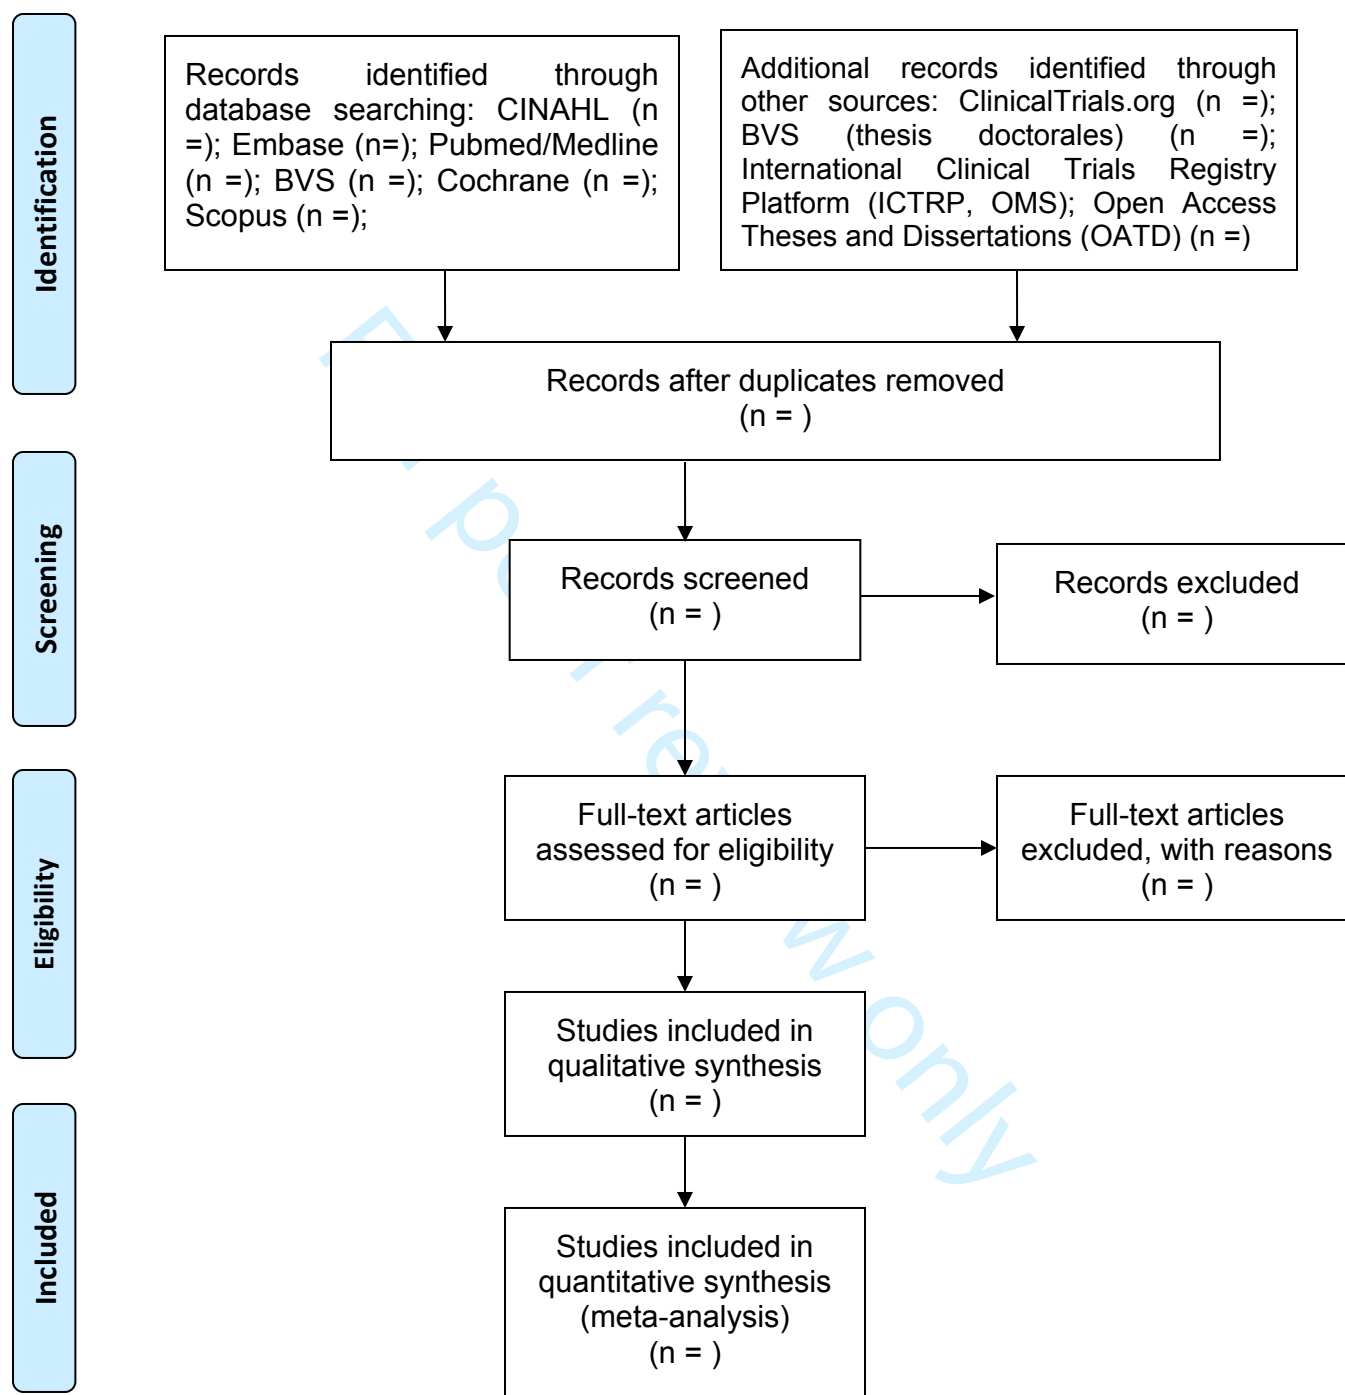 Identification
Records identified through
database searching: CINAHL (n
=); Embase (n=); Pubmed/Medline
(n =); BVS (n =); Cochrane (n =);
Scopus (n =);
Additional records identified through
other sources: ClinicalTrials.org (n =);
BVS (thesis doctorales) (n =);
International Clinical Trials Registry
Platform (ICTRP, OMS); Open Access
Theses and Dissertations (OATD) (n =)
Records after duplicates removed
(n = )
Screening
Records screened
(n = )
Records excluded
(n = )
Eligibility
Full-text articles
assessed for eligibility
(n = )
Full-text articles
excluded, with reasons
(n = )
Studies included in
qualitative synthesis
(n = )
Included
Studies included in
quantitative synthesis
(meta-analysis)
(n = )
For peer review only